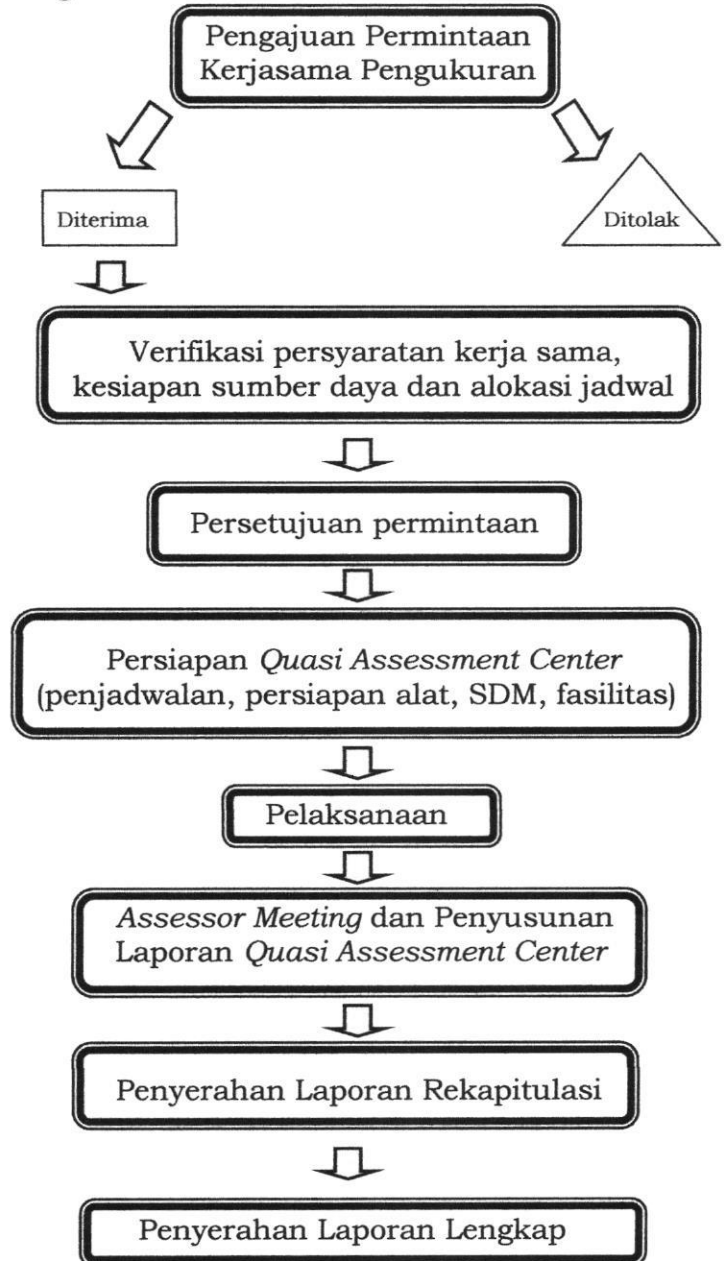 Pengajuan Permintaan
Kerjasama Pengukuran
Diterima
Ditolak
Verifikasi persyaratan kerja sama,
kesiapan sumber daya dan alokasi jadwal
Persetujuan permintaan
Persiapan Quasi Assessment Center
(penjadwalan, persiapan alat, SDM, fasilitas)
Pelaksanaan
Assessor Meeting dan Penyusunan
Laporan Quasi Assessment Center
Penyerahan Laporan Rekapitulasi
Penyerahan Laporan Lengkap